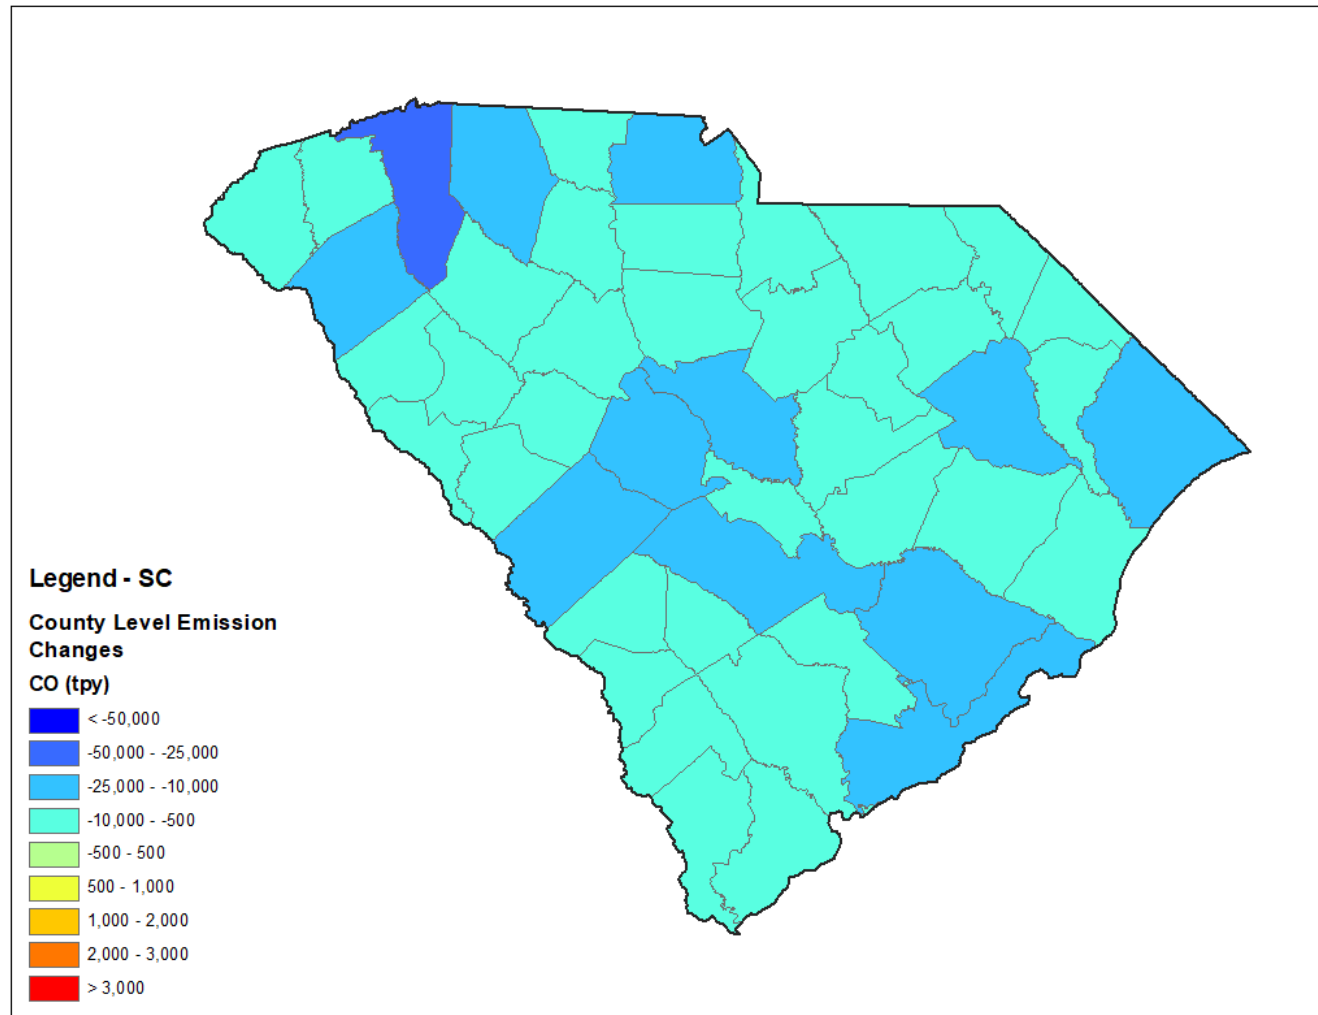 Legend - SC
County Level Emission
Changes
CO (tpy)
< -50,000
-50,000 - -25,000
-25,000 - -10,000
-10,000 - -500
-500 - 500
500 - 1,000
1,000 - 2,000
2,000 - 3,000
> 3,000